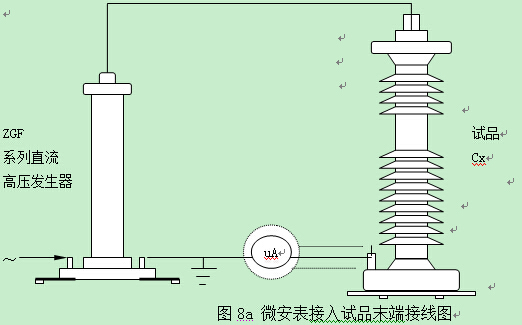 ZGF
系列直流
高压发生器
试品
Cx
~
uA
图 8a 微安表接入试品末端接线图